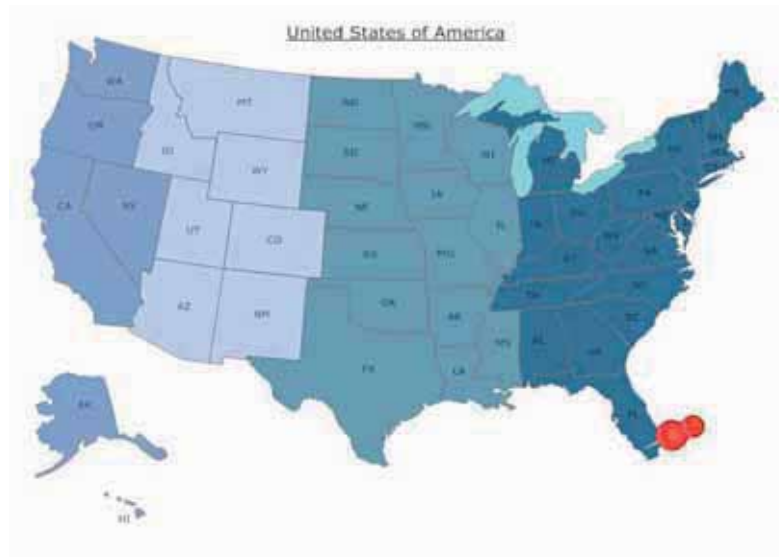 United States of America
WA
MT
ND
OR
ID
WY
SD
WI
MI
NY
CA
NV
UT
CO
NE
IA
IL
PA
KS
MO
KY
VA
AZ
NM
OK
AR
TN
NC
SC
TX
LA
MS
AL
GA
FL
AK
HI